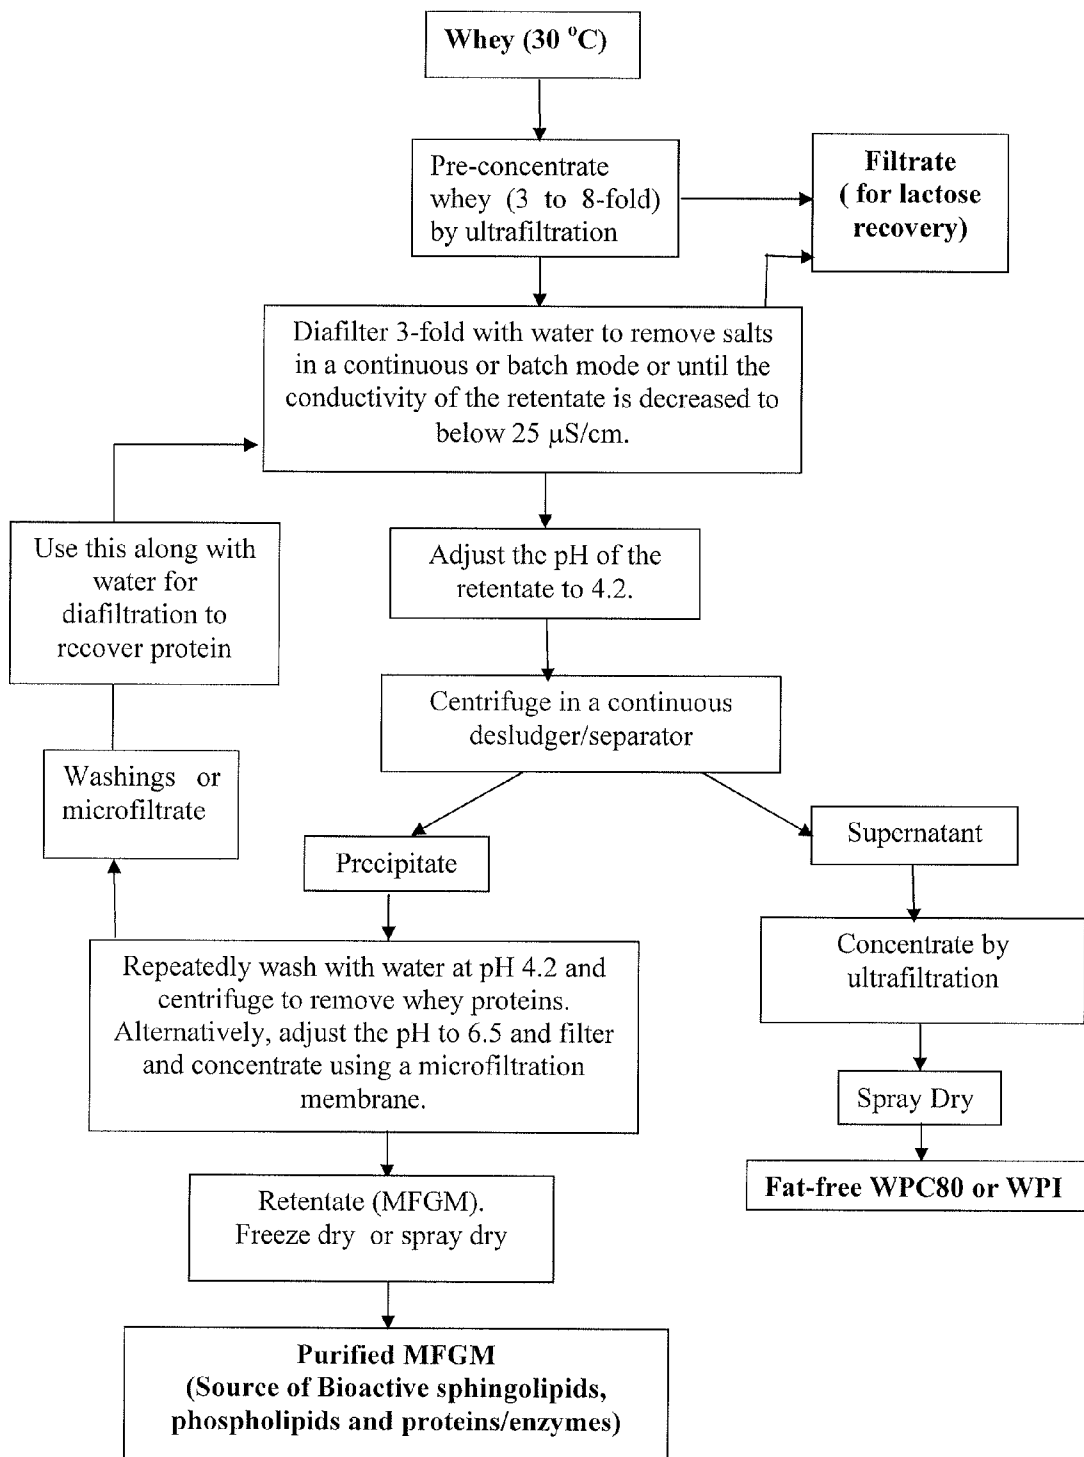 Whey (30 °C)
Pre-concentrate
whey (3 to 8-fold)
by ultrafiltration
Filtrate
( for lactose
recovery)
Diafilter 3-fold with water to remove salts
in a continuous or batch mode or until the
conductivity of the retentate is decreased to
below 25 µS/cm.
Use this along with
water for
diafiltration to
recover protein
Adjust the pH of the
retentate to 4.2.
Centrifuge in a continuous
desludger/separator
Washings or
microfiltrate
Precipitate
Supernatant
Repeatedly wash with water at pH 4.2 and
centrifuge to remove whey proteins.
Alternatively, adjust the pH to 6.5 and filter
and concentrate using a microfiltration
membrane.
Concentrate by
ultrafiltration
Spray Dry
Fat-free WPC80 or WPI
Retentate (MFGM).
Freeze dry or spray dry
Purified MFGM
(Source of Bioactive sphingolipids,
phospholipids and proteins/enzymes)